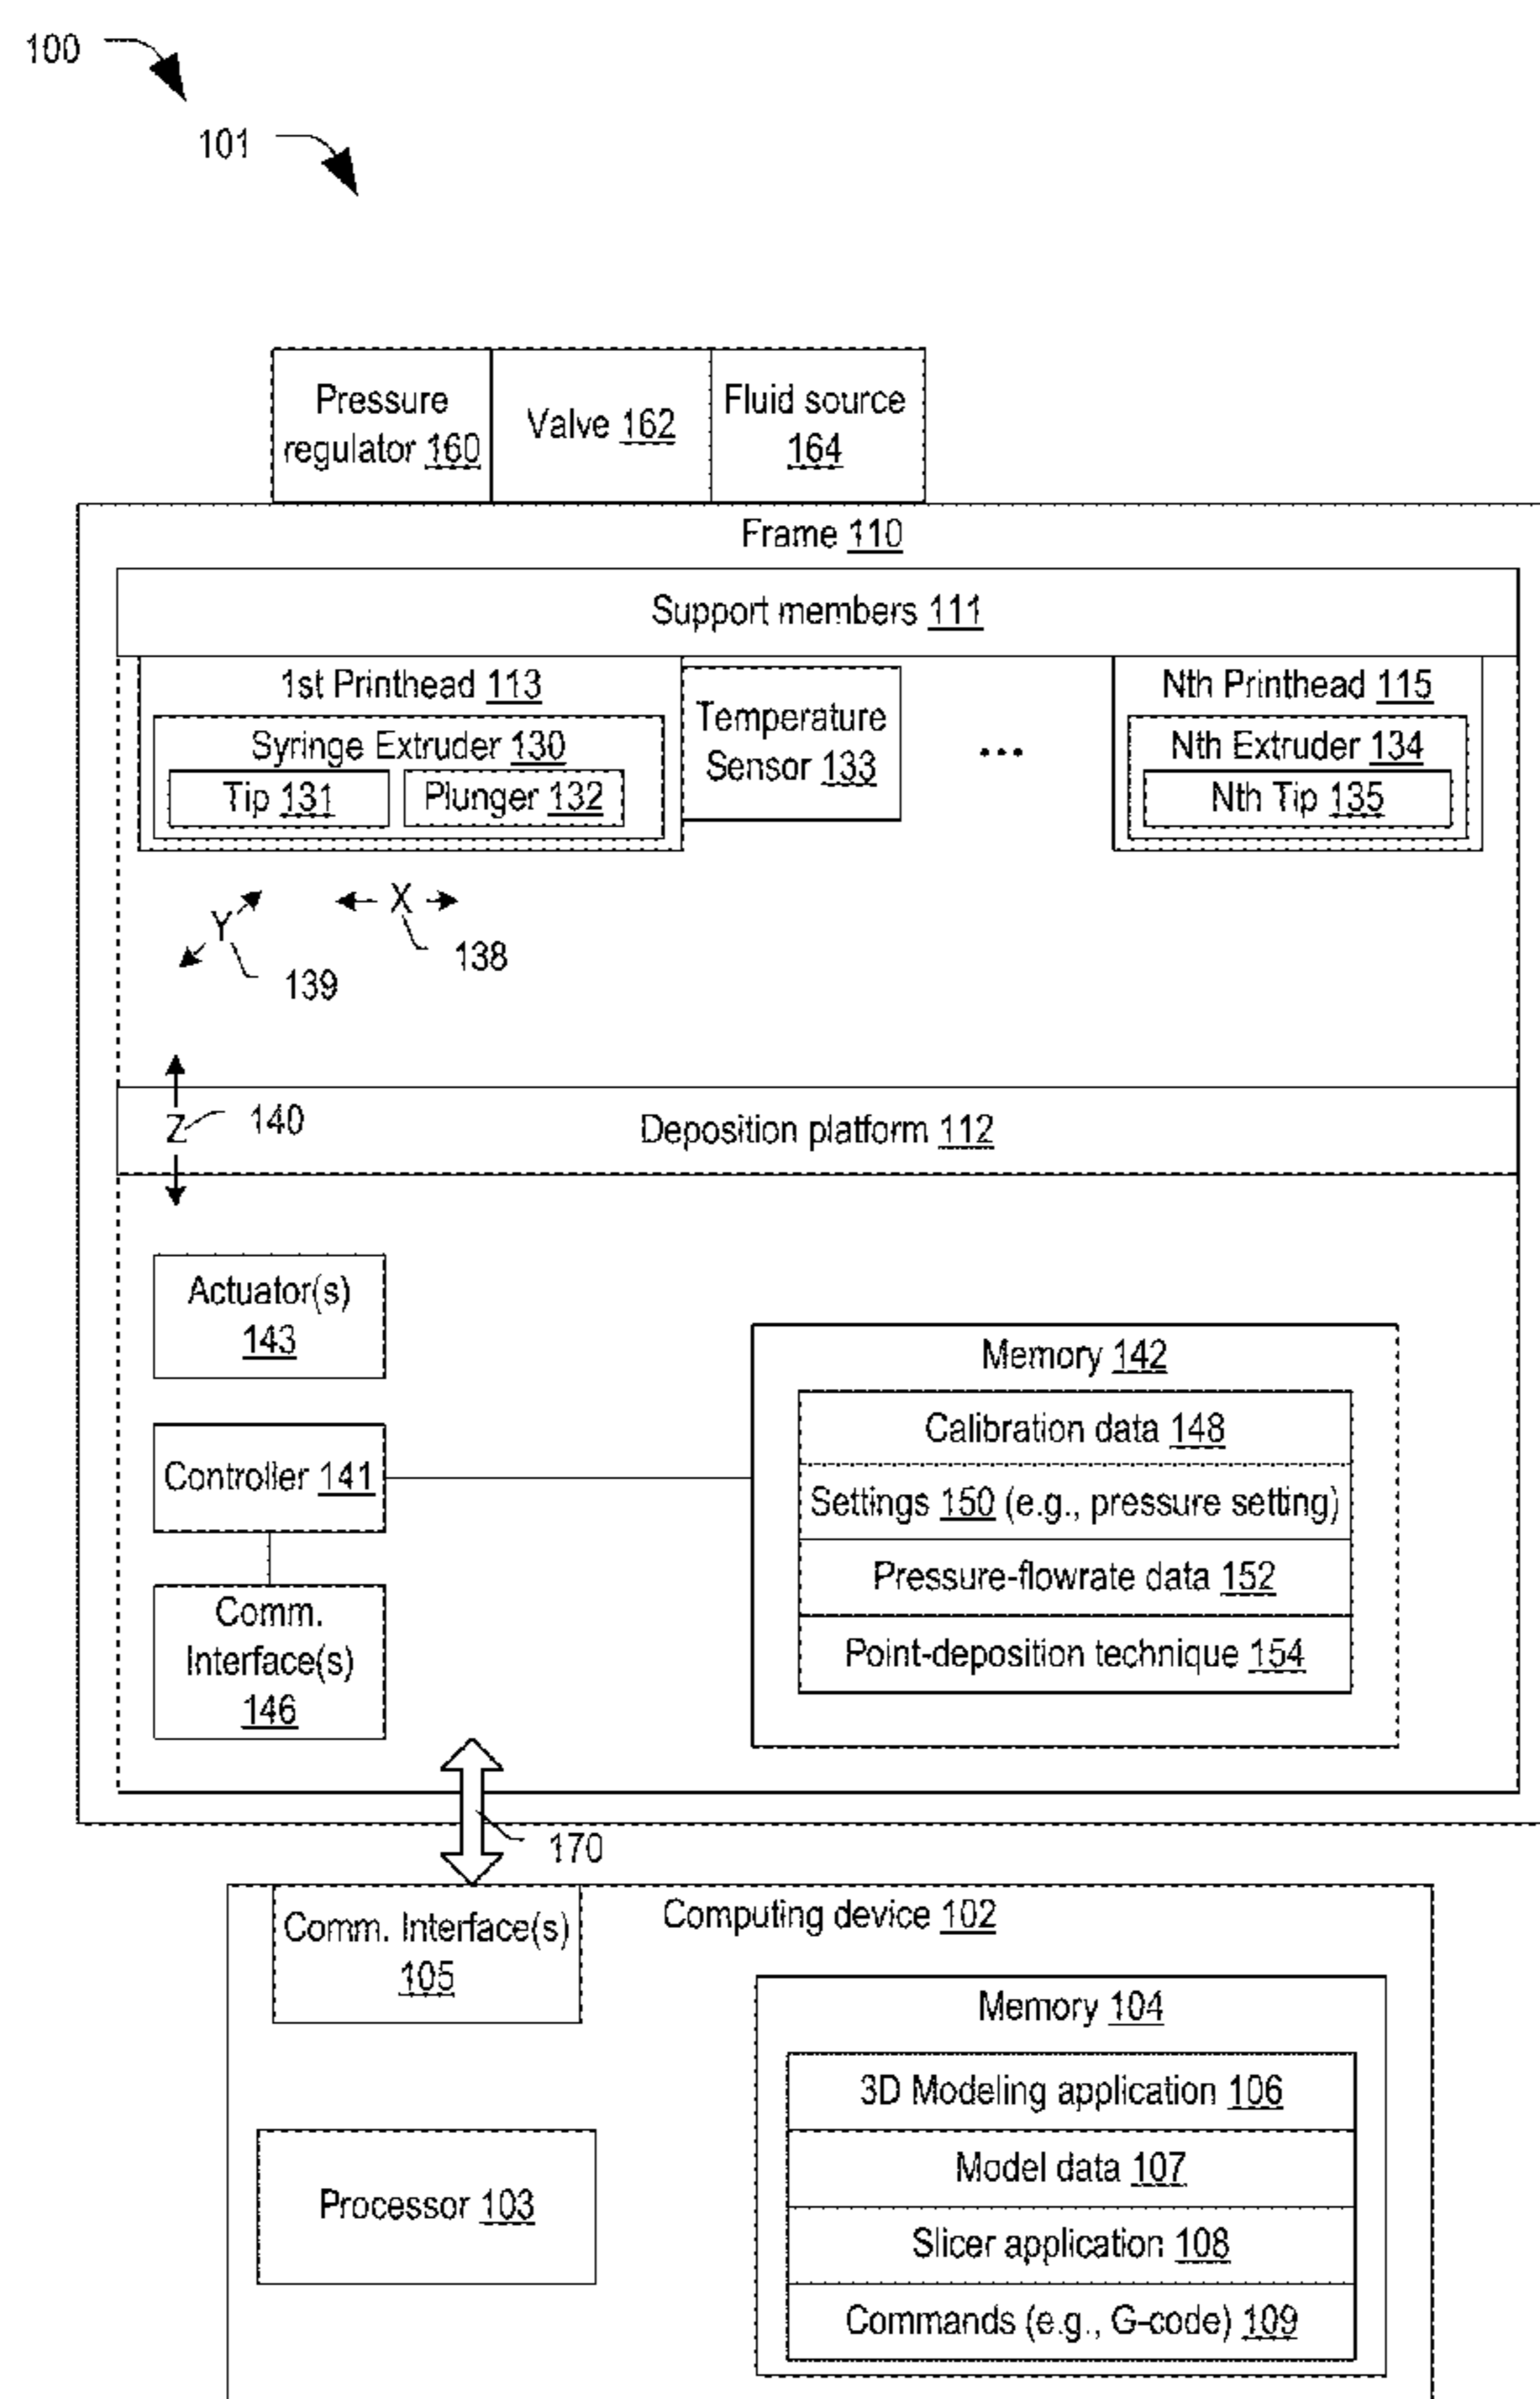 100
101
Pressure
regulator 160
Valve 162
Fluid source
164
Frame 110
Support members 111
1st Printhead 113
Syringe Extruder 130
Tip 131
Plunger 132
Temperature
Sensor 133
...
Nth Printhead 115
Nth Extruder 134
Nth Tip 135
Y
139
X
138
Z
140
Deposition platform 112
Actuator(s)
143
Controller 141
Comm.
Interface(s)
146
Memory 142
Calibration data 148
Settings 150 (e.g., pressure setting)
Pressure-flowrate data 152
Point-deposition technique 154
170
Computing device 102
Comm. Interface(s)
105
Processor 103
Memory 104
3D Modeling application 106
Model data 107
Slicer application 108
Commands (e.g., G-code) 109